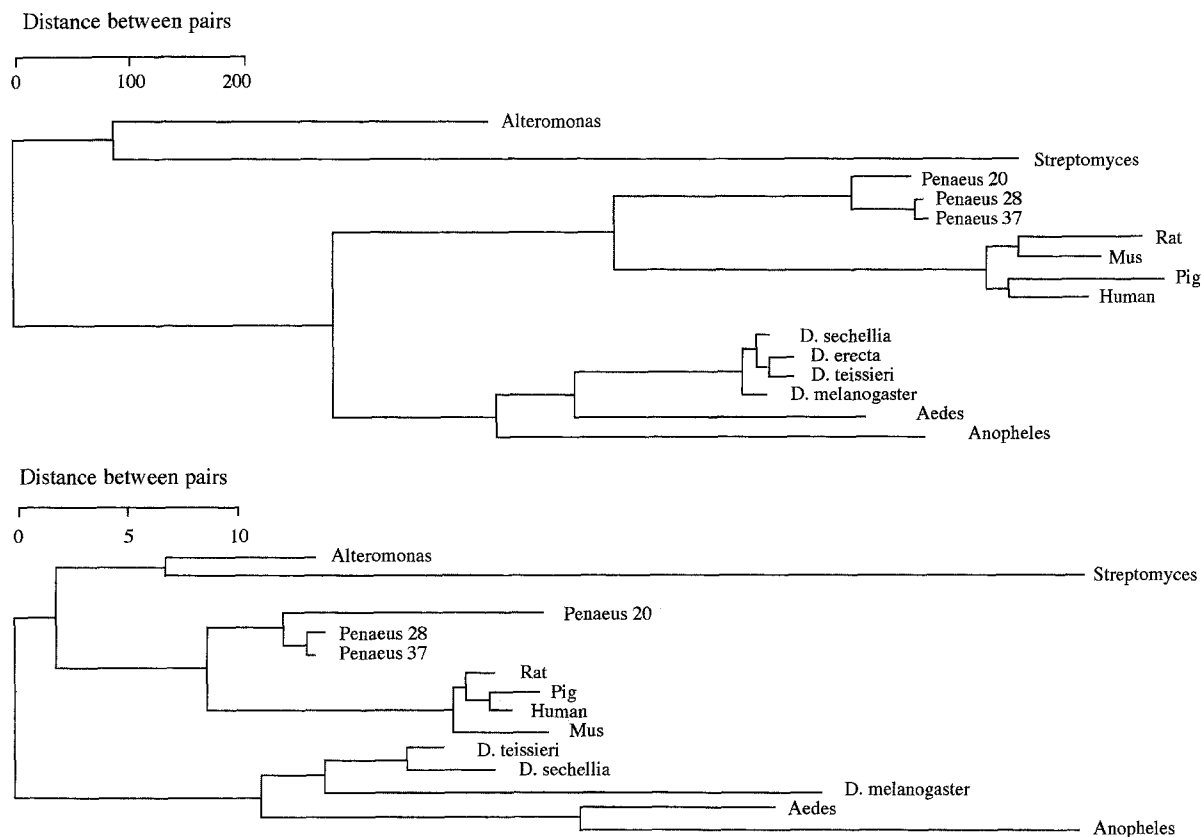 Distance between pairs
0 100 200
Alteromonas
Streptomyces
Penaeus 20
Penaeus 28
Penaeus 37
Rat
Mus
Pig
Human
D. sechellia
D. erecta
D. teissieri
D. melanogaster
Aedes
Anopheles
Distance between pairs
0 5 10
Alteromonas
Streptomyces
Penaeus 20
Penaeus 28
Penaeus 37
Rat
Pig
Human
Mus
D. teissieri
D. sechellia
D. melanogaster
Aedes
Anopheles